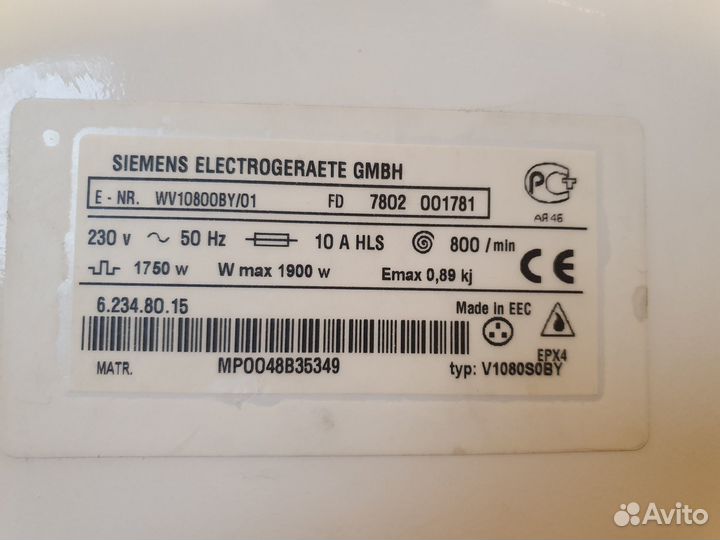 SIEMENS ELECTROGERAETE GMBH
E - NR. WV10800BY/01 FD 7802 001781
РСТ
АЯ 46
230 v ~ 50 Hz 10 A HLS 800 / min
1750 w W max 1900 w Emax 0,89 kj
CE
6.234.80.15 Made in EEC
EPX4
MATR. MP0048B35349 typ: V1080S0BY
Avito